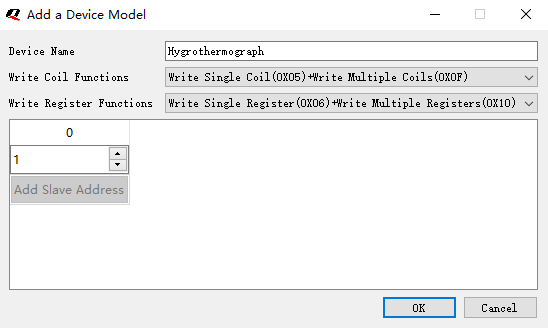 Add a Device Model
Device Name
Hygrothermograph
Write Coil Functions
Write Single Coil(0X05)+Write Multiple Coils(0X0F)
Write Register Functions
Write Single Register(0X06)+Write Multiple Registers(0X10)
0
1
Add Slave Address
OK
Cancel